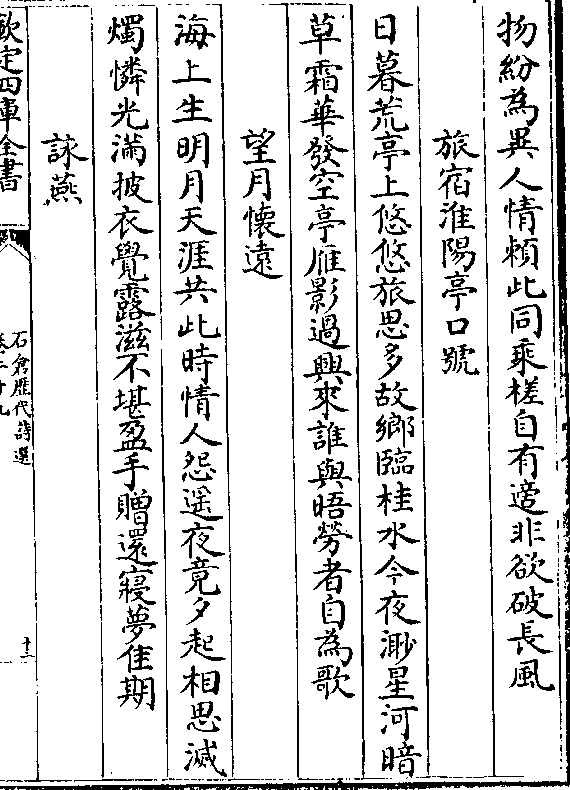 物紛為異人情頼此同乘槎自有適非欲破長風
旅宿淮陽亭口號
日暮荒亭上悠悠旅思多故鄉臨桂水今夜渺星河暗
草霜華發空亭雁影過興來誰與晤勞者自為歌
望月懷遠
海上生明月天涯共此時情人怨遥夜竟夕起相思滅
燭憐光滿披衣覺露滋不堪盈手贈還寢夢佳期
詠燕
欽定四庫全書
石倉歴代詩選
十三